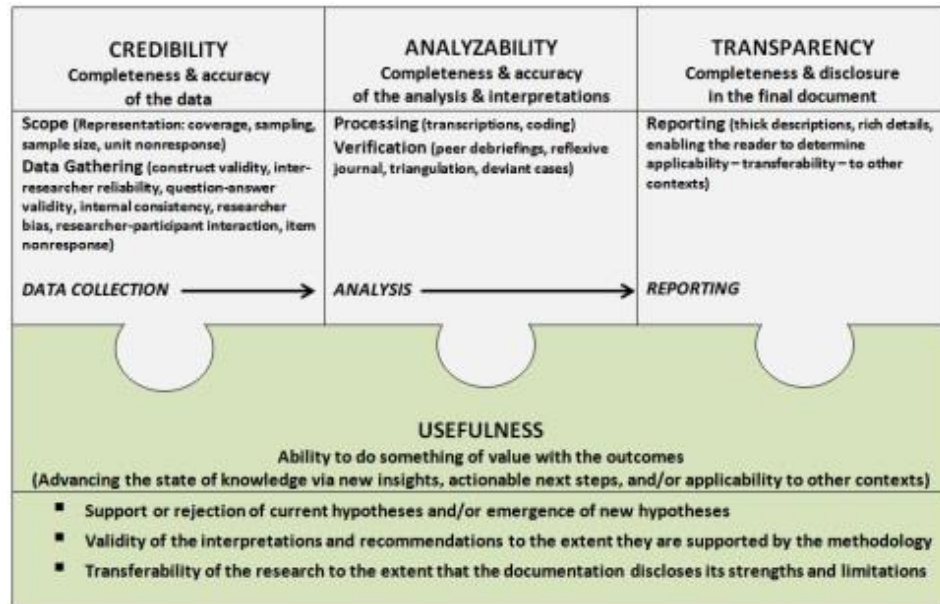 CREDIBILITY
Completeness & accuracy
of the data
Scope (Representation: coverage, sampling,
sample size, unit nonresponse)
Data Gathering (construct validity, inter-
researcher reliability, question-answer
validity, internal consistency, researcher
bias, researcher-participant interaction, item
nonresponse)
DATA COLLECTION
ANALYZABILITY
Completeness & accuracy
of the analysis & interpretations
Processing (transcriptions, coding)
Verification (peer debriefings, reflexive
journal, triangulation, deviant cases)
ANALYSIS
TRANSPARENCY
Completeness & disclosure
in the final document
Reporting (thick descriptions, rich details,
enabling the reader to determine
applicability – transferability – to other
contexts)
REPORTING
USEFULNESS
Ability to do something of value with the outcomes
(Advancing the state of knowledge via new insights, actionable next steps, and/or applicability to other contexts)
▪ Support or rejection of current hypotheses and/or emergence of new hypotheses
▪ Validity of the interpretations and recommendations to the extent they are supported by the methodology
▪ Transferability of the research to the extent that the documentation discloses its strengths and limitations